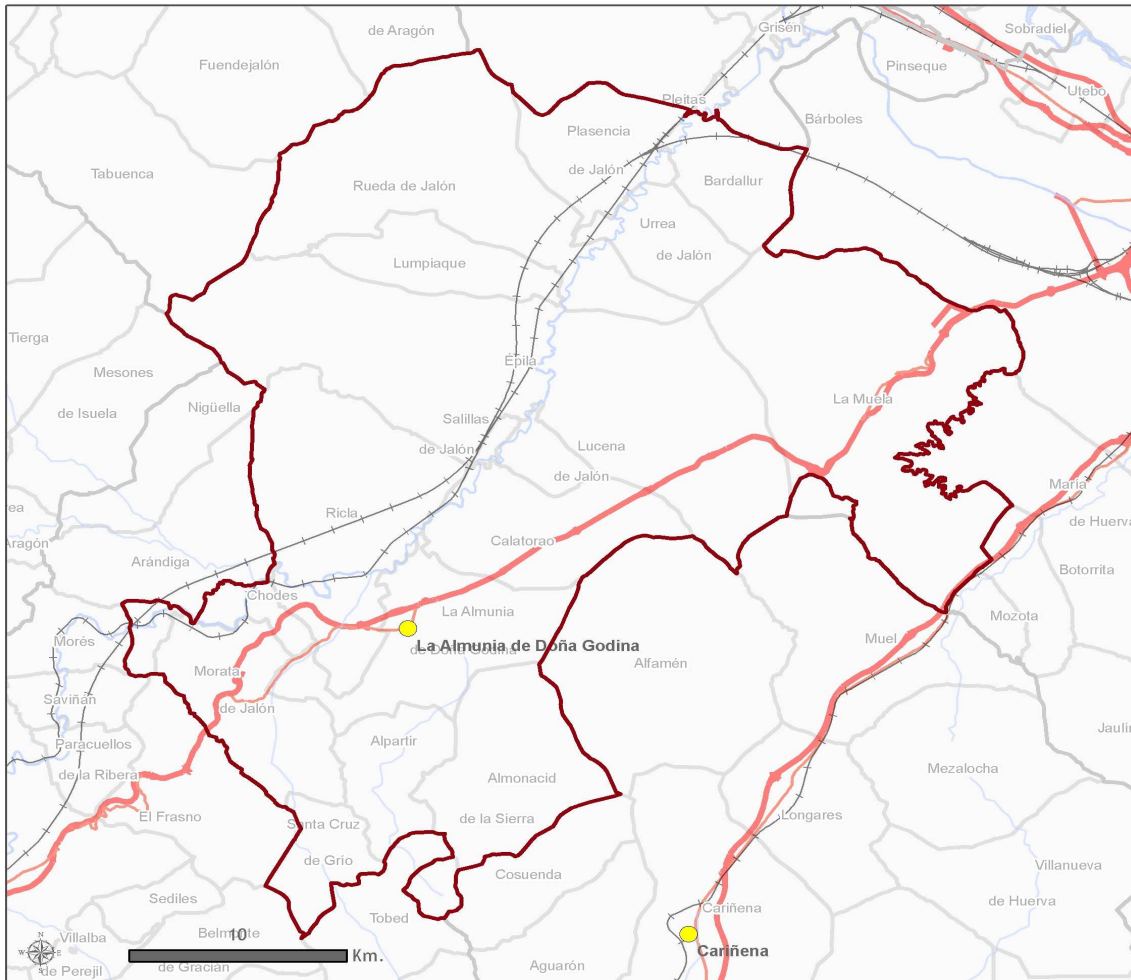 de Aragón
Grisén
Sobradiel
Fuendejalón
Pinseque
Utebo
Pleitas
Bárboles
Plasencia
de Jalón
Tabuenca
Rueda de Jalón
Bardallur
Urrea
de Jalón
Lumpiaque
Tierga
Épila
Mesones
de Isuela
Nigüella
La Muela
Salillas
de Jalón
Lucena
de Jalón
María
de Huerva
ea
Aragón
Ricla
Calatorao
Arándiga
Botorrita
Chodes
La Almunia
de Doña Godina
La Almunia de Doña Godina
Mozota
Morés
Muel
Alfamén
Morata
de Jalón
Saviñán
Jaulín
Paracuellos
de la Ribera
Alpartir
Almonacid
de la Sierra
Mezalocha
El Frasno
Longares
Santa Cruz
de Grío
Villanueva
de Huerva
Cosuenda
Sediles
Tobed
Cariñena
Cariñena
Villalba
de Perejil
Belmonte
de Gracián
10
Km.
Aguarón